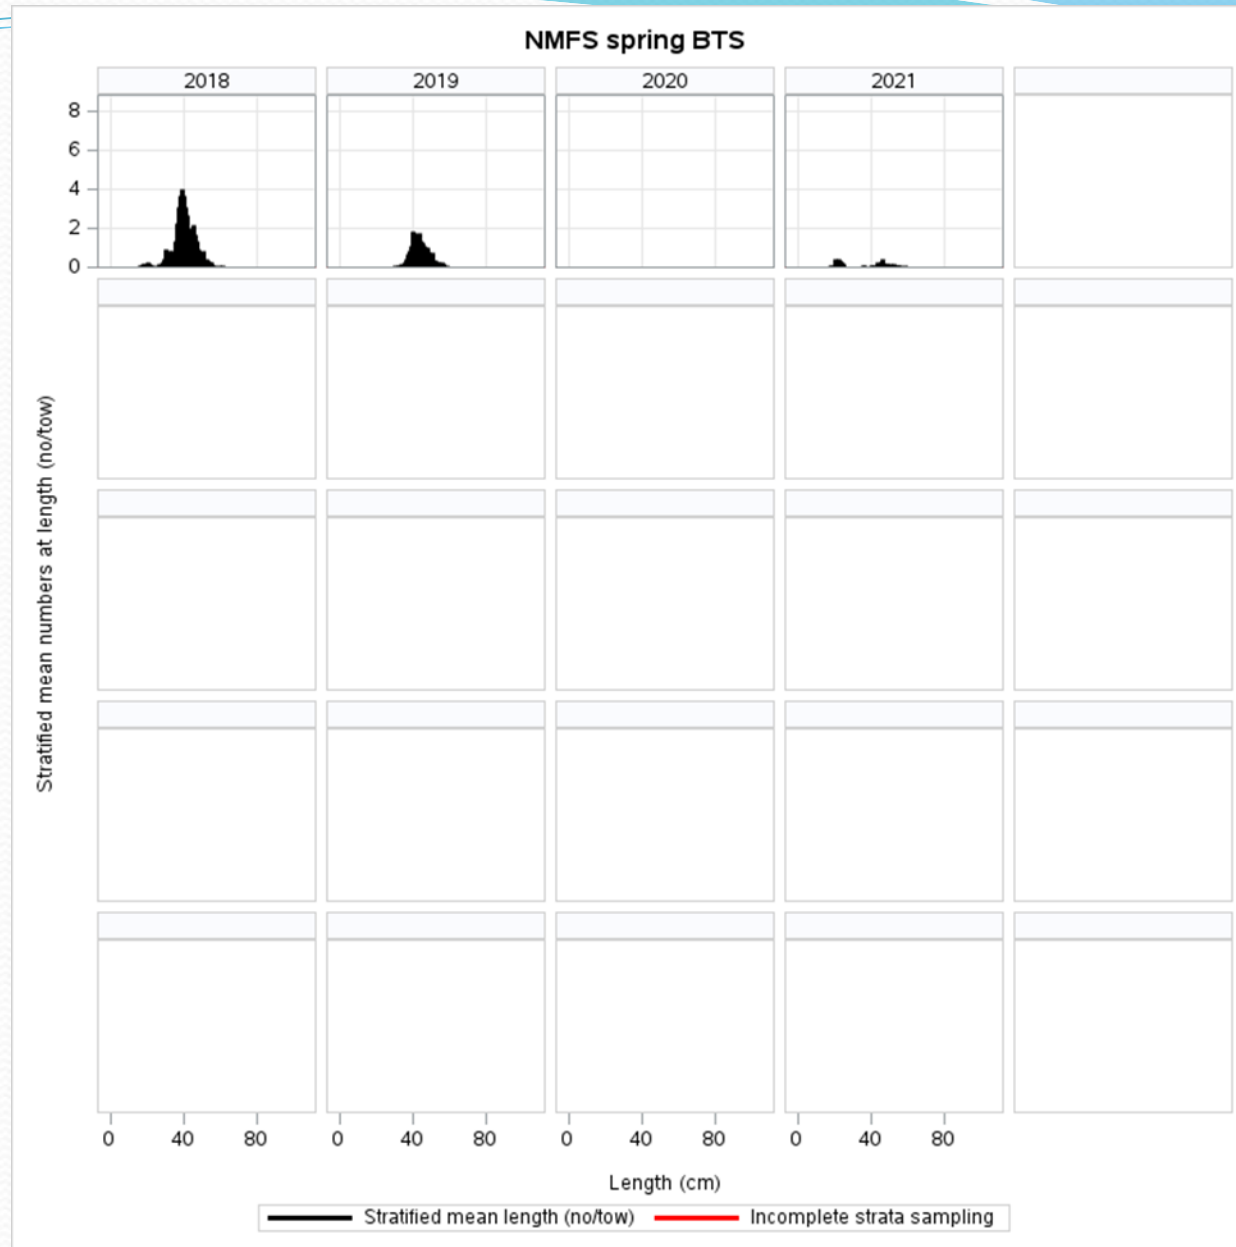 NMFS spring BTS
2018 2019 2020 2021
8
6
4
2
0
Stratified mean numbers at length (no/tow)
0 40 80 0 40 80 0 40 80 0 40 80
Length (cm)
Stratified mean length (no/tow) Incomplete strata sampling